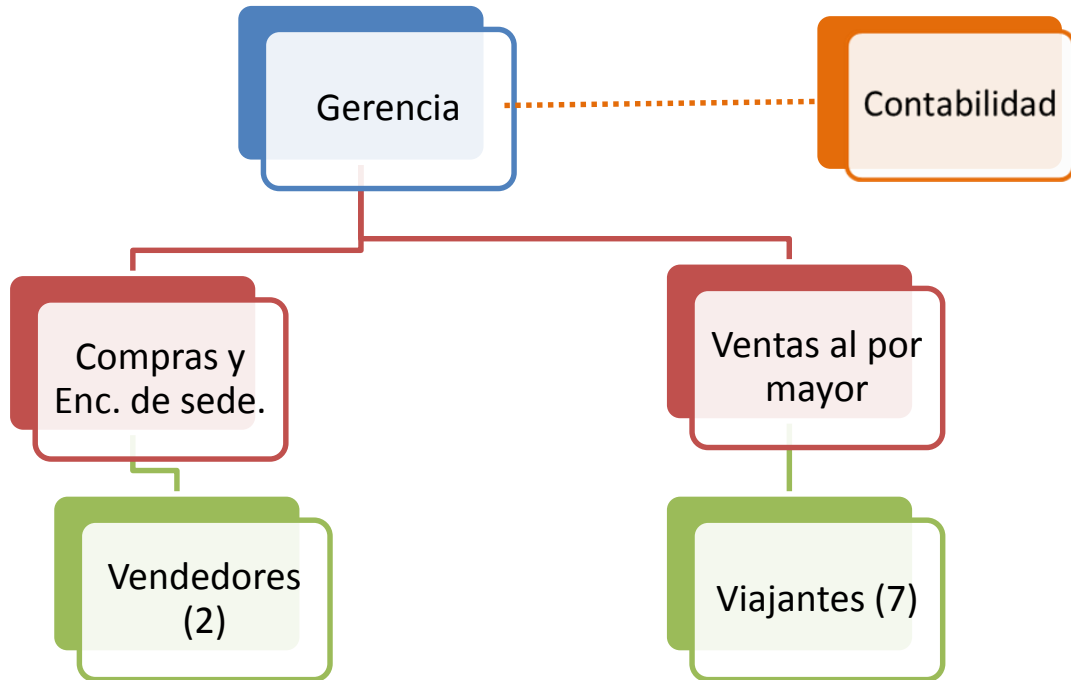 Gerencia
Contabilidad
Compras y
Enc. de sede.
Ventas al por
mayor
Vendedores
(2)
Viajantes (7)